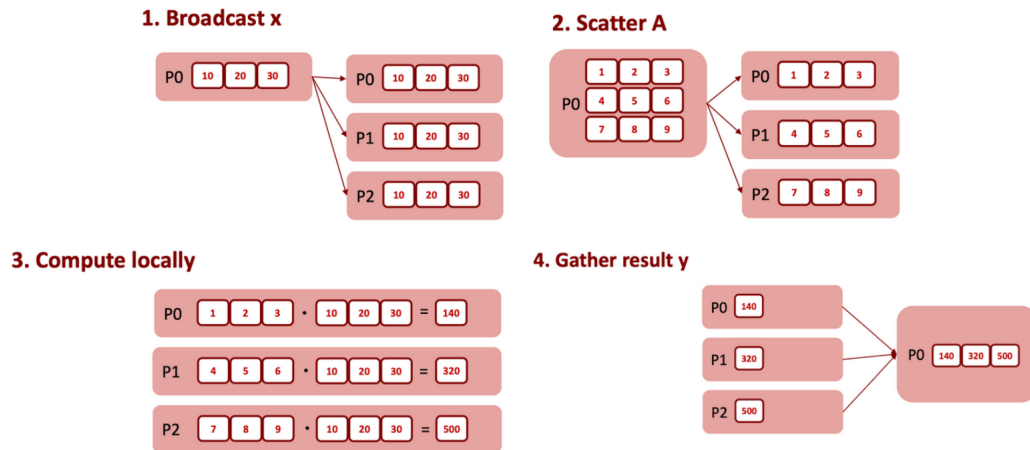 1. Broadcast x
P0 10 20 30
P0 10 20 30
P1 10 20 30
P2 10 20 30
2. Scatter A
1 2 3
P0 4 5 6
7 8 9
P0 1 2 3
P1 4 5 6
P2 7 8 9
3. Compute locally
P0 1 2 3 · 10 20 30 = 140
P1 4 5 6 · 10 20 30 = 320
P2 7 8 9 · 10 20 30 = 500
4. Gather result y
P0 140
P1 320
P2 500
P0 140 320 500